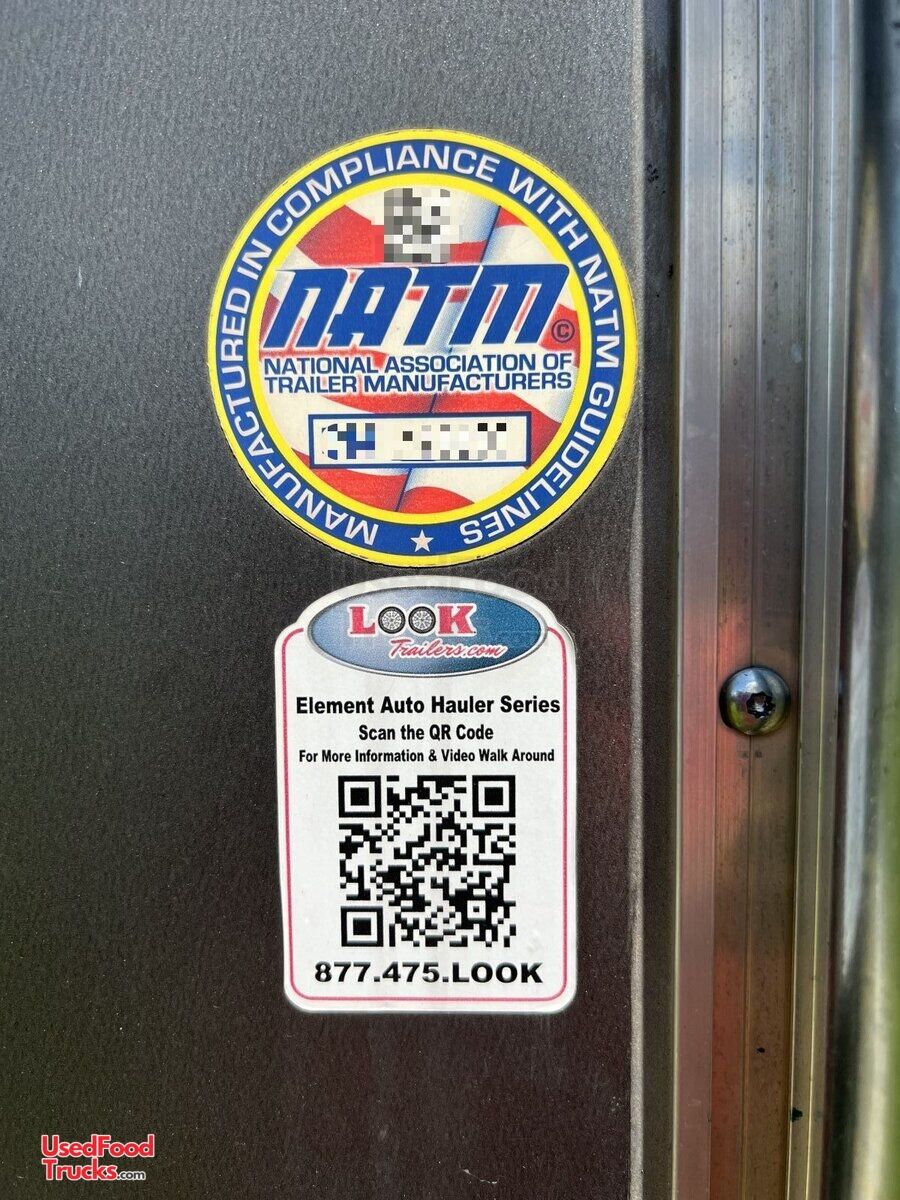 MANUFACTURED IN COMPLIANCE WITH NATM GUIDELINES
NATM©
NATIONAL ASSOCIATION OF
TRAILER MANUFACTURERS
LOOK
Trailers.com
Element Auto Hauler Series
Scan the QR Code
For More Information & Video Walk Around
877.475.LOOK
UsedFood
Trucks.com